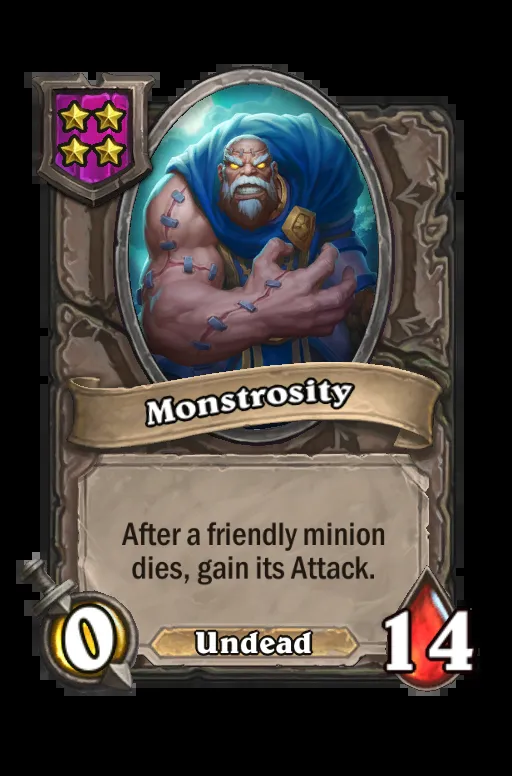 Monstrosity
After a friendly minion
dies, gain its Attack.
0
Undead
14